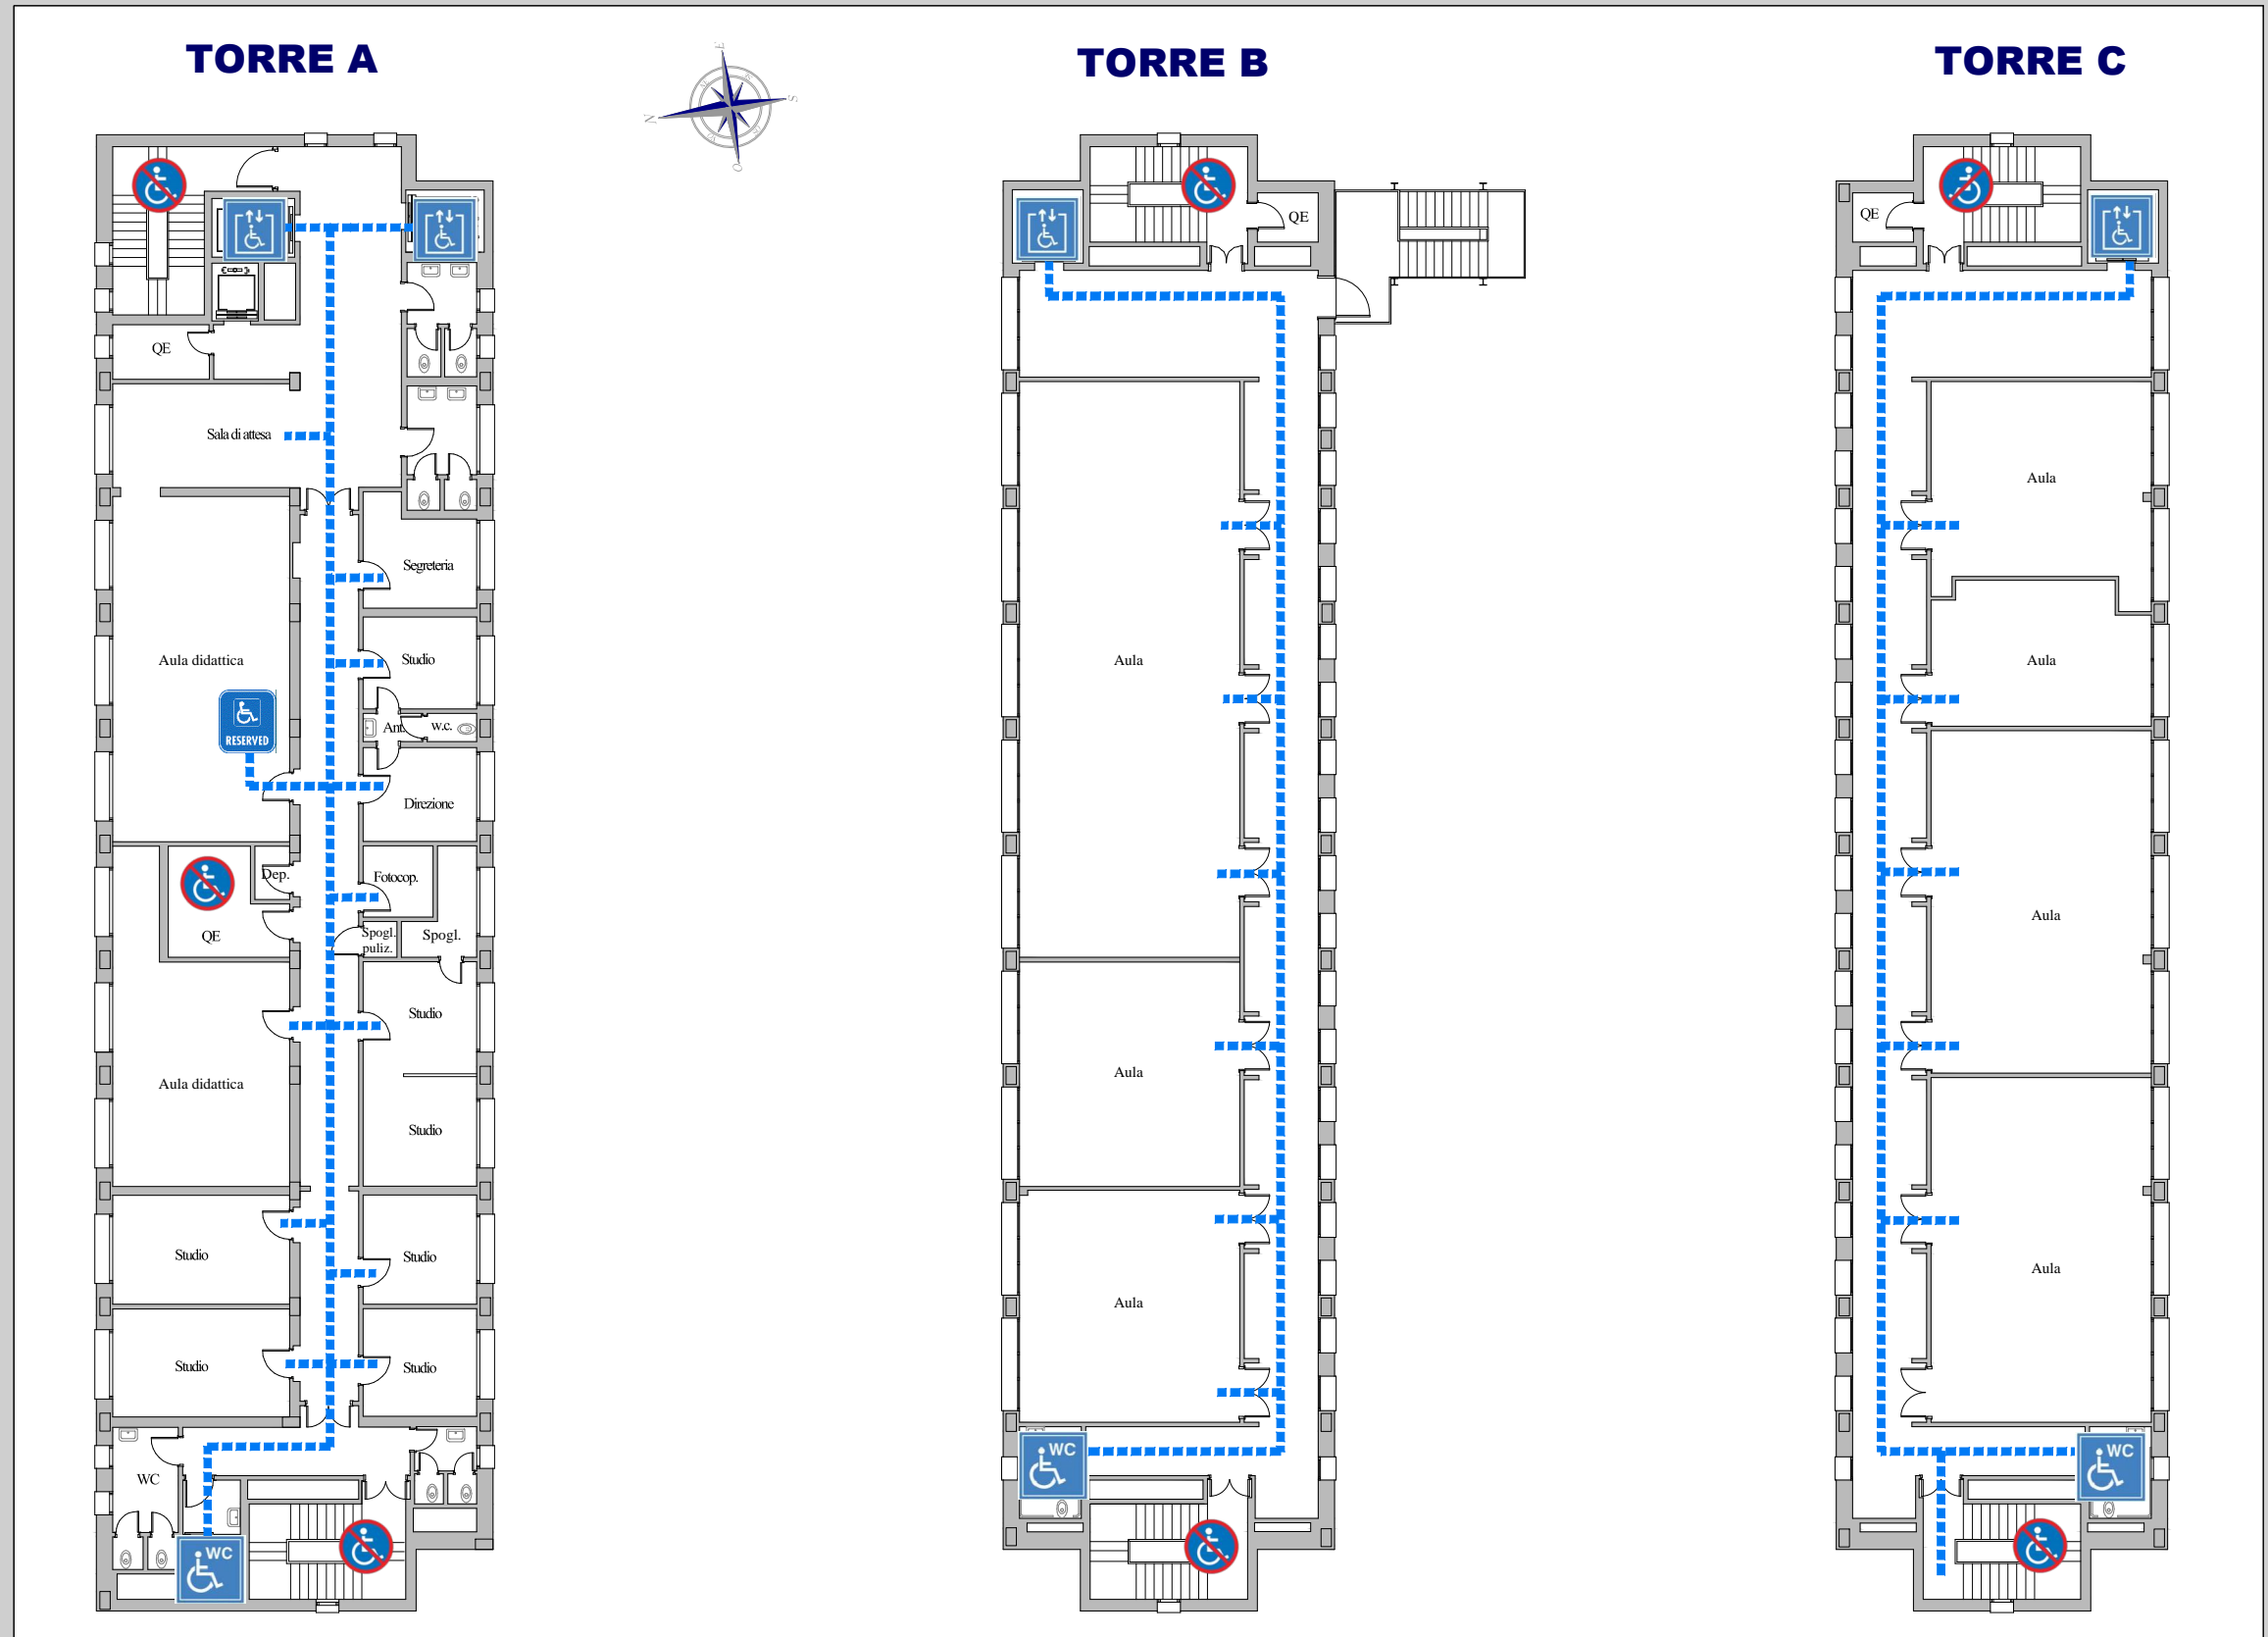 TORRE A
TORRE B
TORRE C
E
N
S
O
QE
QE
QE
Sala di attesa
Aula
Segreteria
Aula didattica
Studio
Aula
Aula
Ant.
w.c.
RESERVED
Direzione
Dep.
Fotocop.
QE
Spogl.
puliz.
Spogl.
Aula
Studio
Aula didattica
Aula
Studio
Studio
Studio
Aula
Aula
Studio
Studio
WC
WC
WC
WC